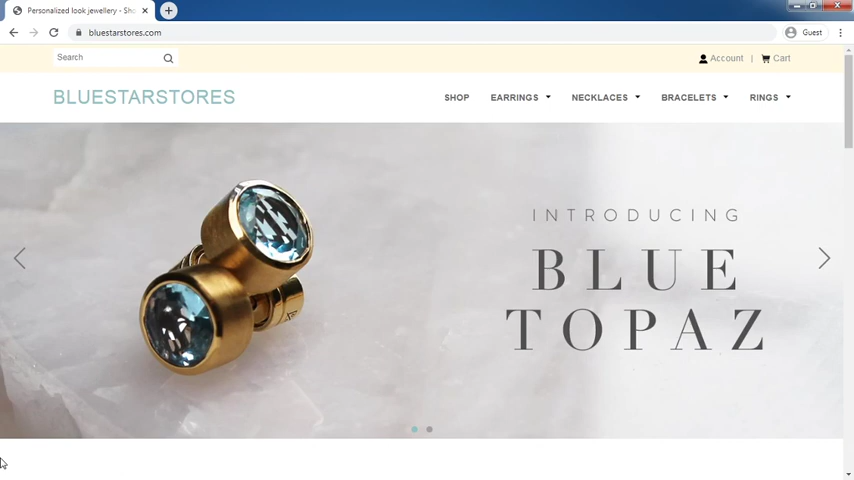 Personalized look jewellery - Sho
bluestarstores.com
Guest
Search
Account | Cart
BLUESTARSTORES
SHOP EARRINGS NECKLACES BRACELETS RINGS
INTRODUCING
BLUE
TOPAZ